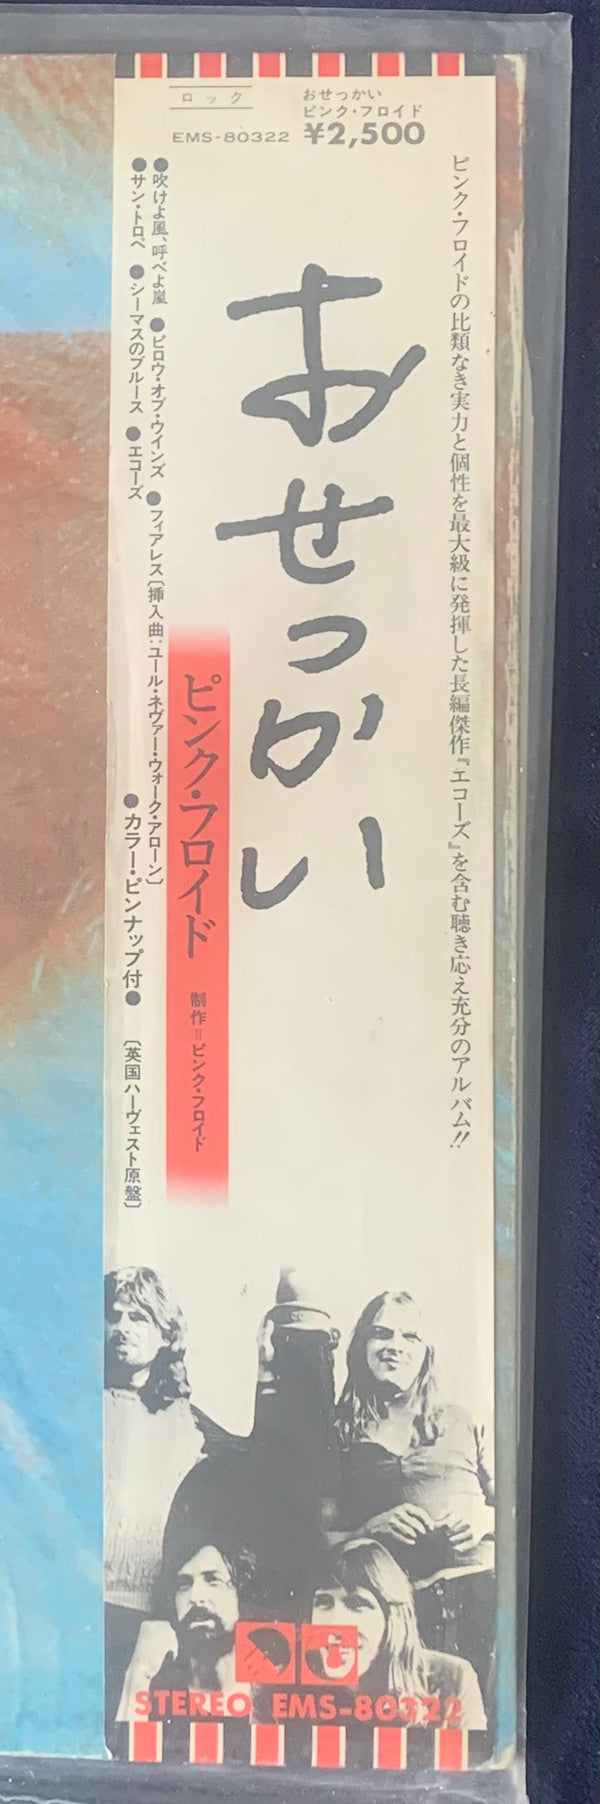 ロック
EMS-80322
おせっかい
ピンク・フロイド
¥2,500
ピンク・フロイドの比類なき実力と個性を最大級に発揮した長編傑作『エコーズ』を含む聴き応え充分のアルバム!!
おせっかい
ピンク・フロイド 制作=ピンク・フロイド
●吹けよ風、呼べよ嵐 ●ピロウ・オブ・ウインズ ●フィアレス〔挿入曲:ユール・ネヴァー・ウォーク・アローン〕
●サン・トロペ ●シーマスのブルース ●エコーズ
●カラー・ピンナップ付● 〔英国ハーヴェスト原盤〕
STEREO EMS-80322